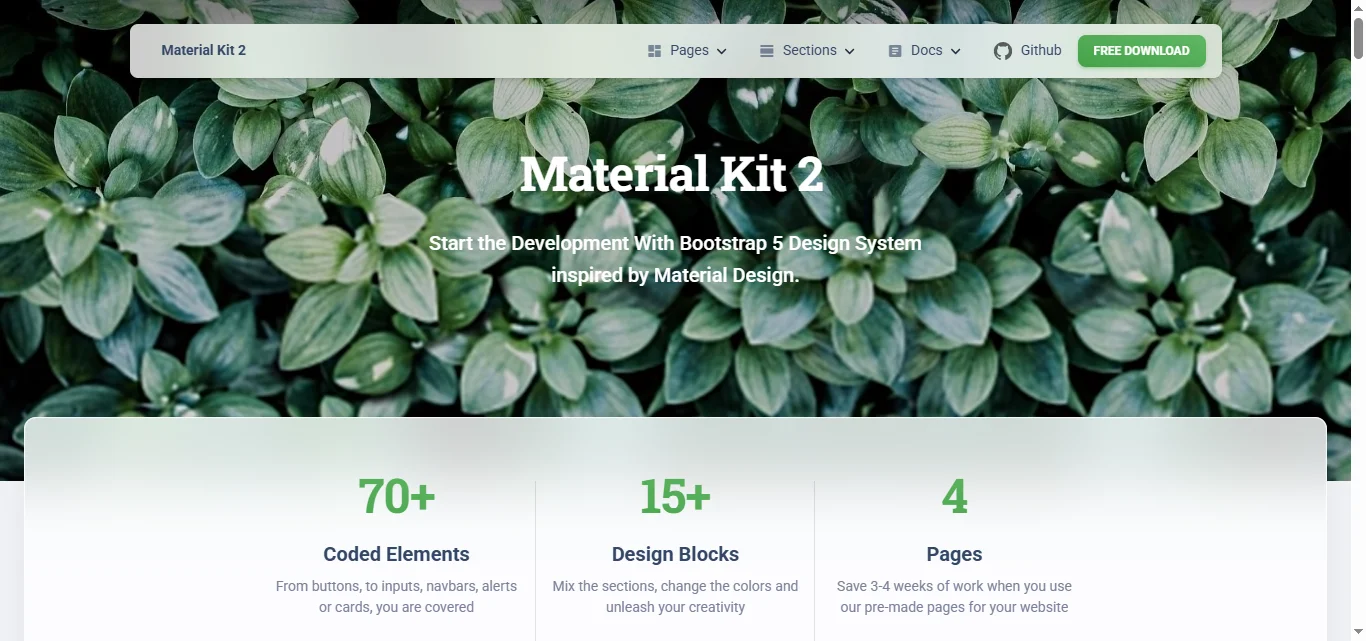 Material Kit 2
Pages
Sections
Docs
Github
FREE DOWNLOAD
Material Kit 2
Start the Development With Bootstrap 5 Design System
inspired by Material Design.
70+
Coded Elements
From buttons, to inputs, navbars, alerts
or cards, you are covered
15+
Design Blocks
Mix the sections, change the colors and
unleash your creativity
4
Pages
Save 3-4 weeks of work when you use
our pre-made pages for your website